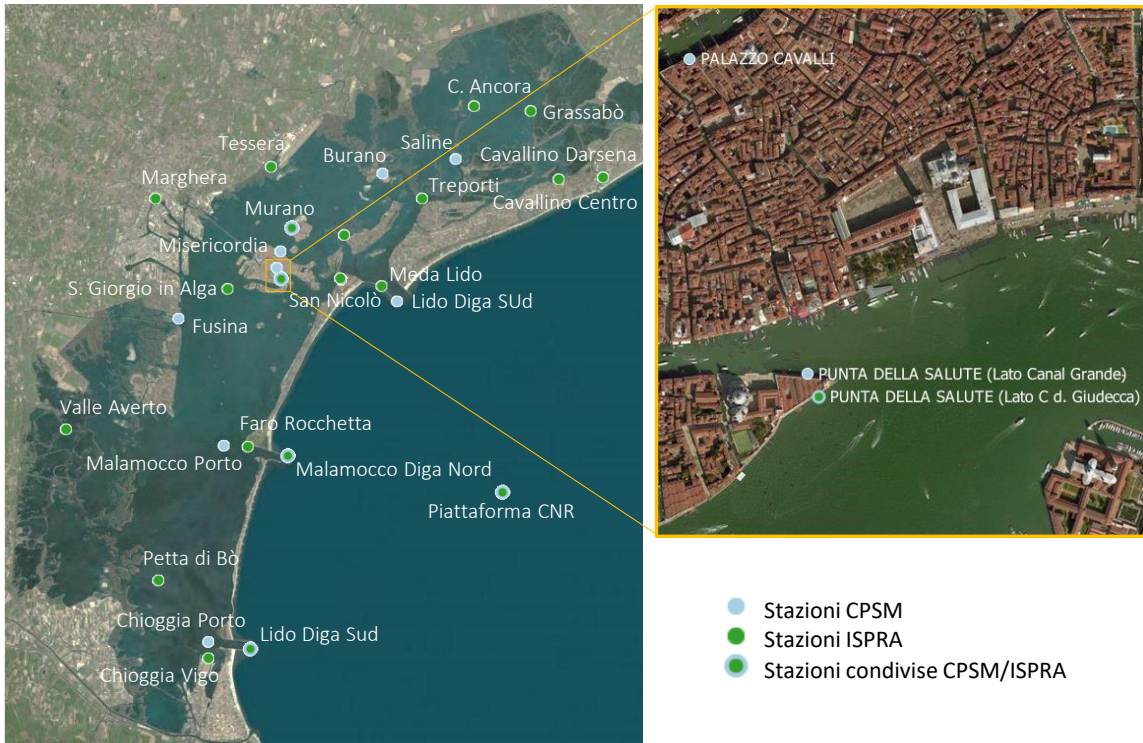 C. Ancora
Grassabò
Tessera
Burano
Saline
Cavallino Darsena
Marghera
Treporti
Cavallino Centro
Murano
Misericordia
Meda Lido
S. Giorgio in Alga
San Nicolò
Lido Diga SUd
Fusina
Valle Averto
Faro Rocchetta
Malamocco Porto
Malamocco Diga Nord
Piattaforma CNR
Petta di Bò
Chioggia Porto
Lido Diga Sud
Chioggia Vigo
PALAZZO CAVALLI
PUNTA DELLA SALUTE (Lato Canal Grande)
PUNTA DELLA SALUTE (Lato C d. Giudecca)
Stazioni CPSM
Stazioni ISPRA
Stazioni condivise CPSM/ISPRA